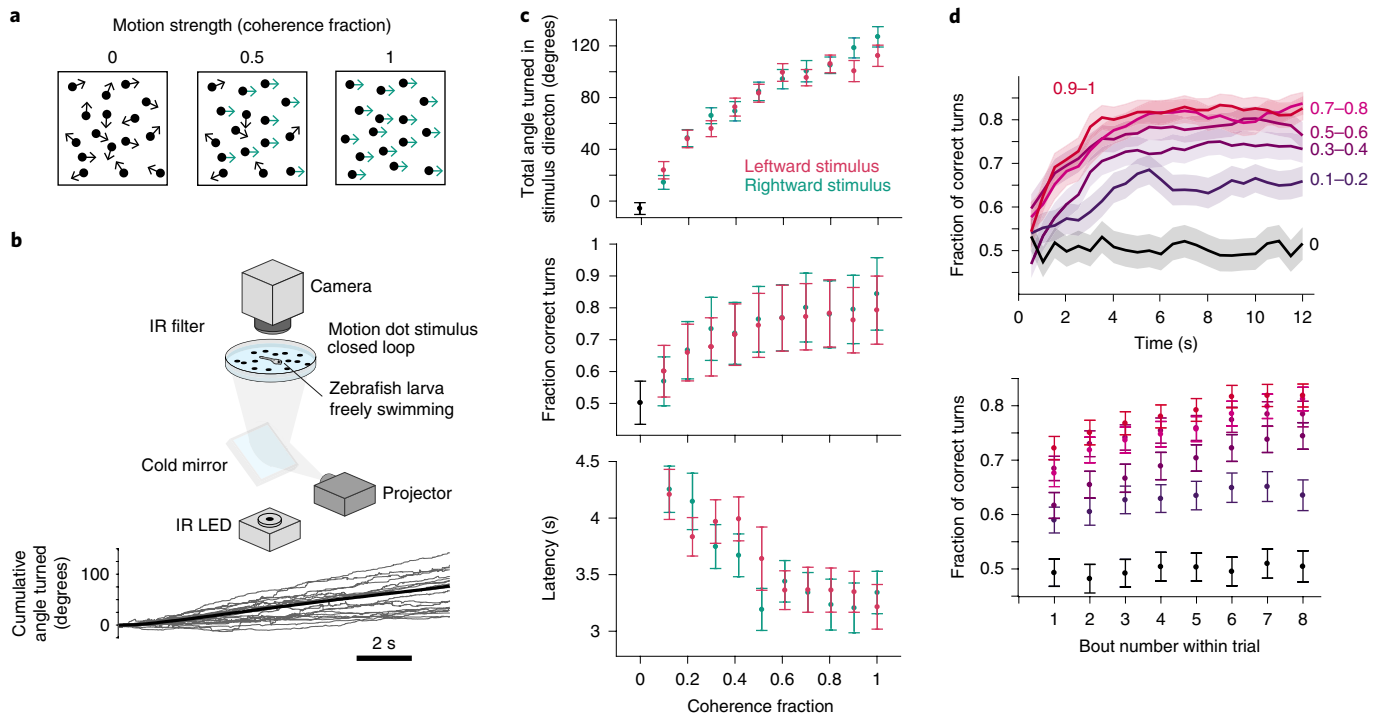 a
Motion strength (coherence fraction)
0
0.5
1
b
Camera
IR filter
Motion dot stimulus
closed loop
Zebrafish larva
freely swimming
Cold mirror
Projector
IR LED
Cumulative
angle turned
(degrees)
100
0
2 s
c
Total angle turned in
stimulus directon (degrees)
120
80
40
0
Leftward stimulus
Rightward stimulus
Fraction correct turns
1
0.9
0.8
0.7
0.6
0.5
Latency (s)
4.5
4
3.5
3
0
0.2
0.4
0.6
0.8
1
Coherence fraction
d
Fraction of correct turns
0.8
0.7
0.6
0.5
0.9–1
0.7–0.8
0.5–0.6
0.3–0.4
0.1–0.2
0
0
2
4
6
8
10
12
Time (s)
Fraction of correct turns
0.8
0.7
0.6
0.5
1
2
3
4
5
6
7
8
Bout number within trial